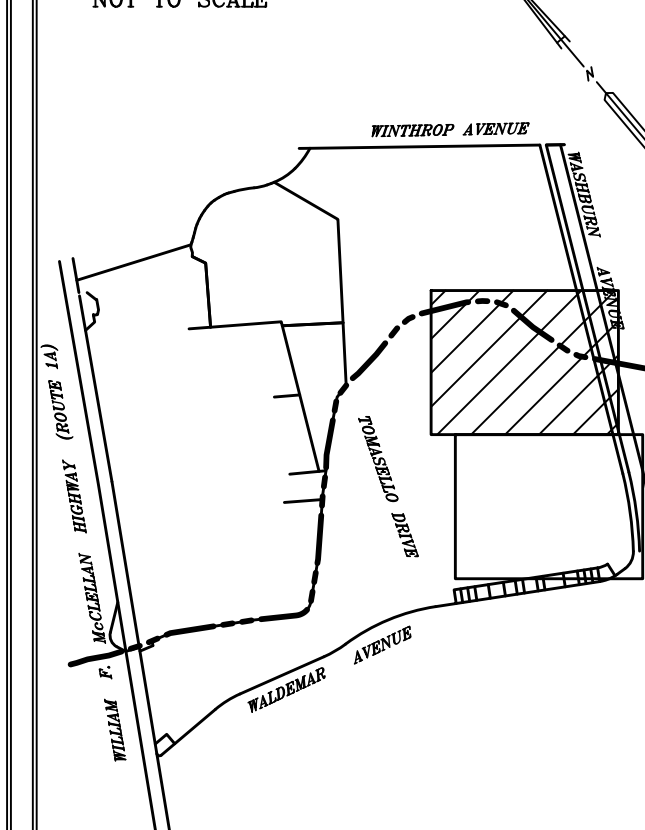 NOT TO SCALE
N
WINTHROP AVENUE
WASHBURN AVENUE
WILLIAM F. McCLELLAN HIGHWAY (ROUTE 1A)
TOMASELLO DRIVE
WALDEMAR AVENUE